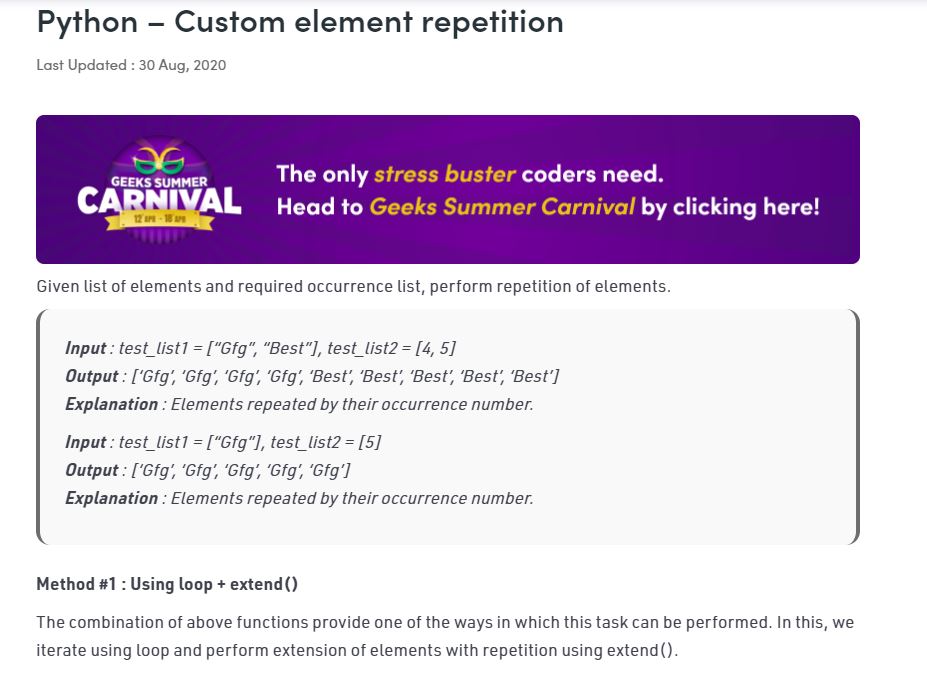 Python – Custom element repetition
Last Updated : 30 Aug, 2020
GEEKS SUMMER
CARNIVAL
12 APR - 18 APR
The only stress buster coders need.
Head to Geeks Summer Carnival by clicking here!
Given list of elements and required occurrence list, perform repetition of elements.
Input : test_list1 = [“Gfg”, “Best”], test_list2 = [4, 5]
Output : [‘Gfg’, ‘Gfg’, ‘Gfg’, ‘Gfg’, ‘Best’, ‘Best’, ‘Best’, ‘Best’, ‘Best’]
Explanation : Elements repeated by their occurrence number.
Input : test_list1 = [“Gfg”], test_list2 = [5]
Output : [‘Gfg’, ‘Gfg’, ‘Gfg’, ‘Gfg’, ‘Gfg’]
Explanation : Elements repeated by their occurrence number.
Method #1 : Using loop + extend()
The combination of above functions provide one of the ways in which this task can be performed. In this, we
iterate using loop and perform extension of elements with repetition using extend().